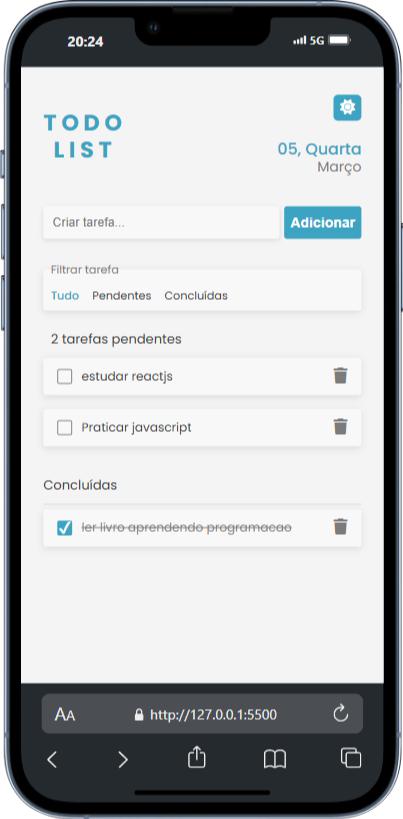 20:24
5G
TODO
LIST
05, Quarta
Março
Criar tarefa...
Adicionar
Filtrar tarefa
Tudo Pendentes Concluídas
2 tarefas pendentes
estudar reactjs
Praticar javascript
Concluídas
ler livro aprendendo programacao
AA
http://127.0.0.1:5500